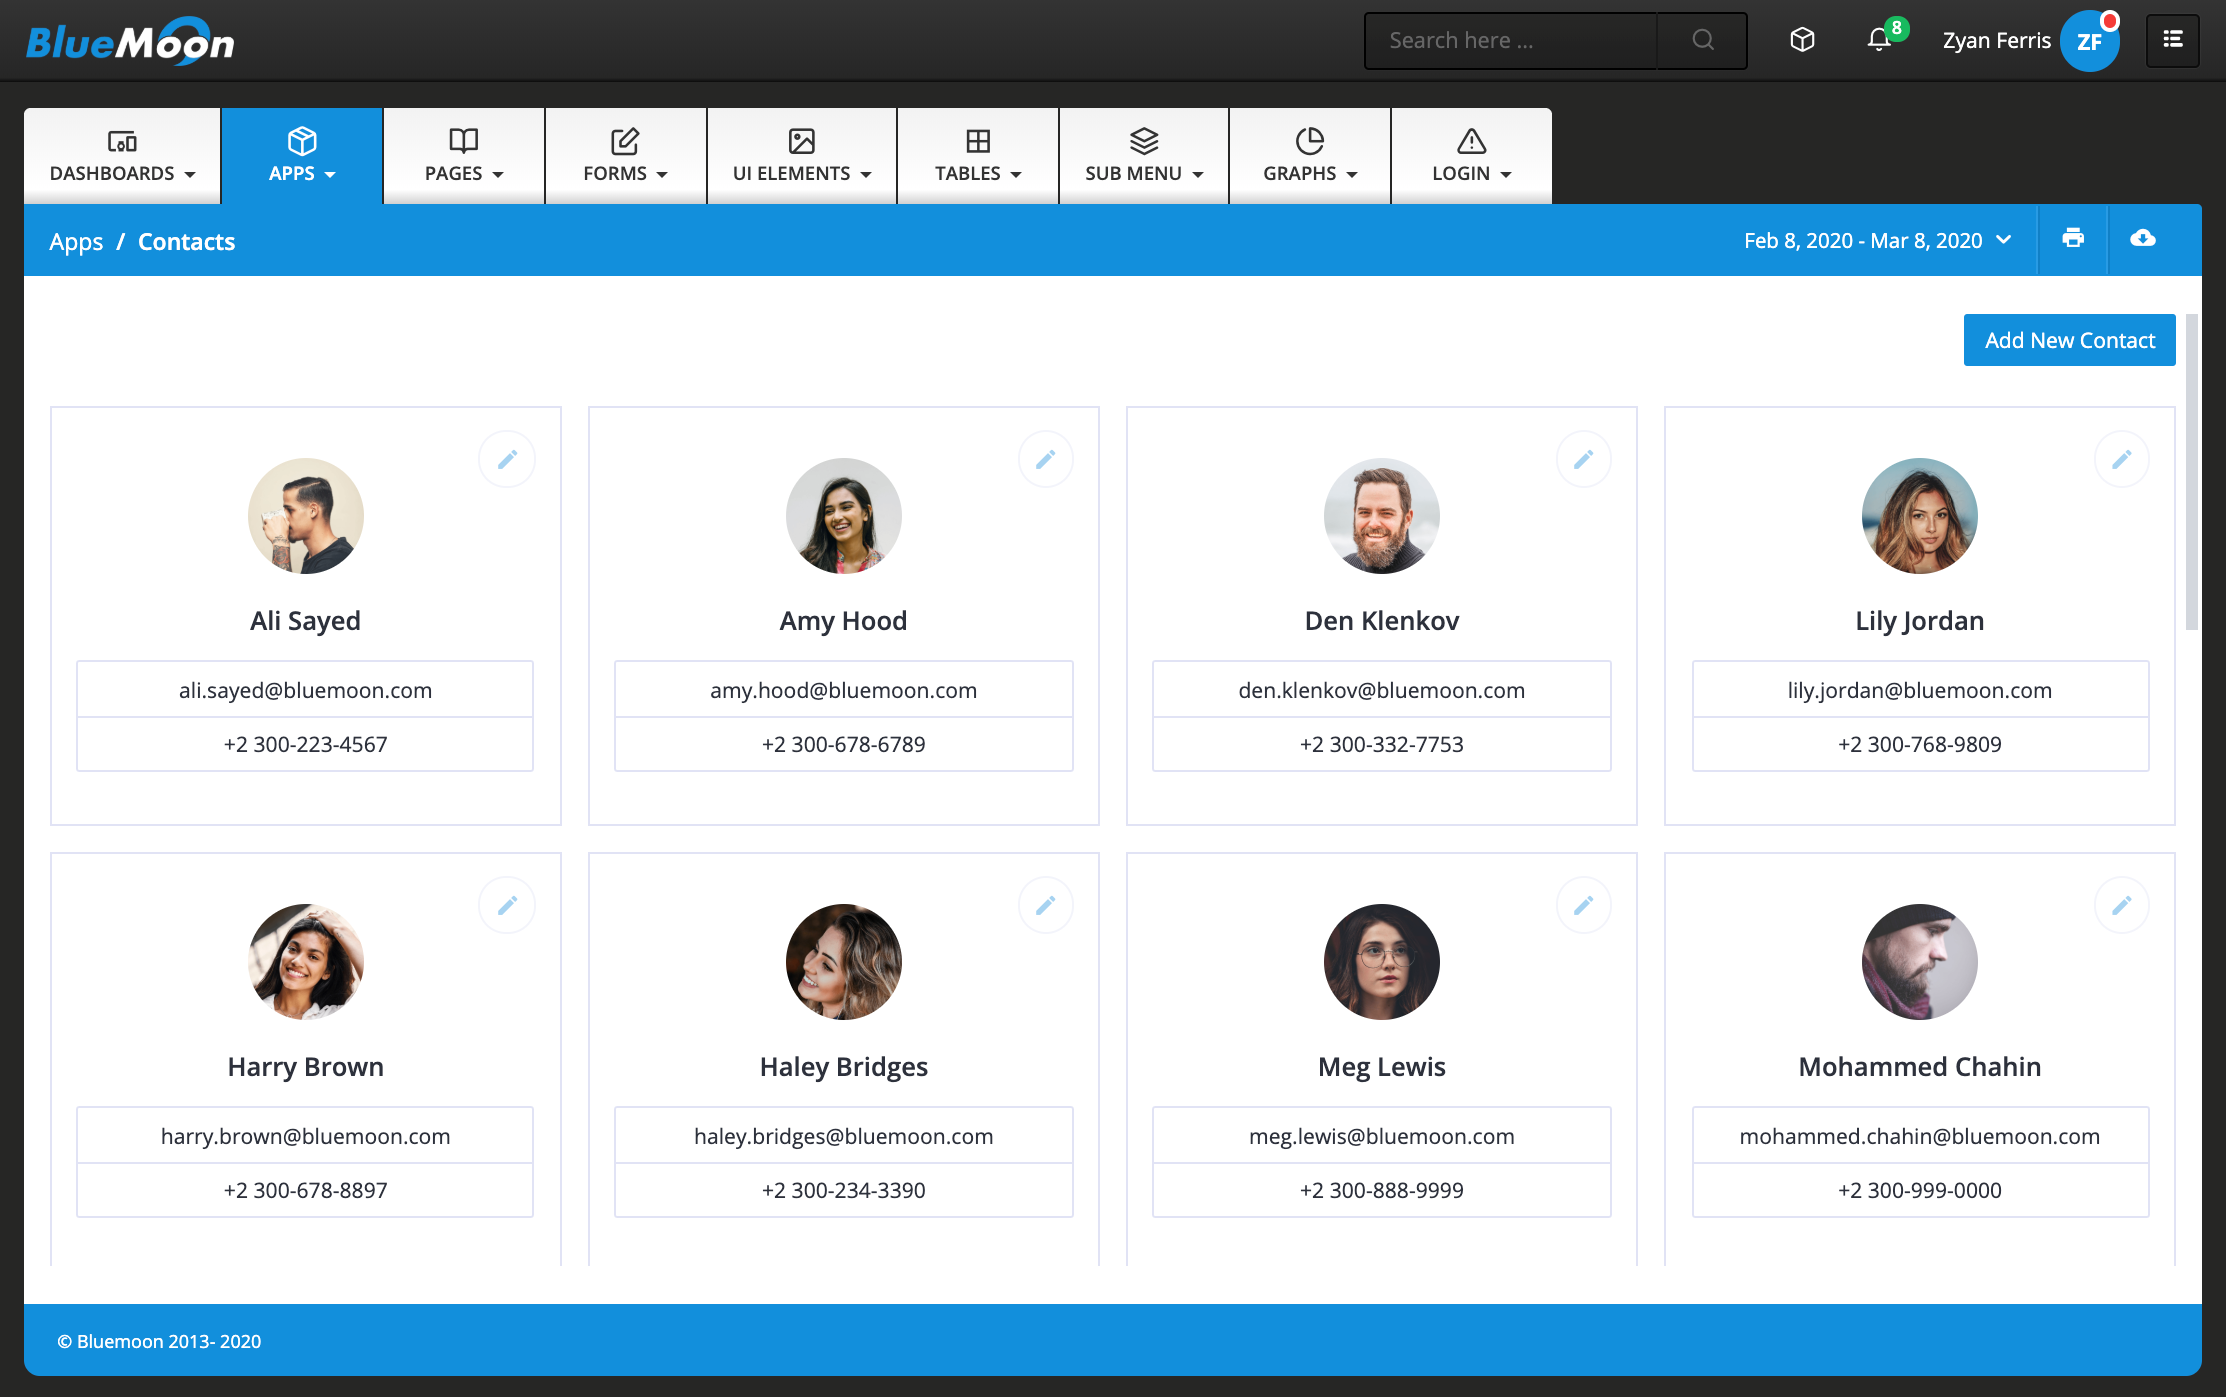 BlueMoon
Search here ...
8
Zyan Ferris
ZF
DASHBOARDS
APPS
PAGES
FORMS
UI ELEMENTS
TABLES
SUB MENU
GRAPHS
LOGIN
Apps / Contacts
Feb 8, 2020 - Mar 8, 2020
Add New Contact
Ali Sayed
ali.sayed@bluemoon.com
+2 300-223-4567
Amy Hood
amy.hood@bluemoon.com
+2 300-678-6789
Den Klenkov
den.klenkov@bluemoon.com
+2 300-332-7753
Lily Jordan
lily.jordan@bluemoon.com
+2 300-768-9809
Harry Brown
harry.brown@bluemoon.com
+2 300-678-8897
Haley Bridges
haley.bridges@bluemoon.com
+2 300-234-3390
Meg Lewis
meg.lewis@bluemoon.com
+2 300-888-9999
Mohammed Chahin
mohammed.chahin@bluemoon.com
+2 300-999-0000
© Bluemoon 2013- 2020